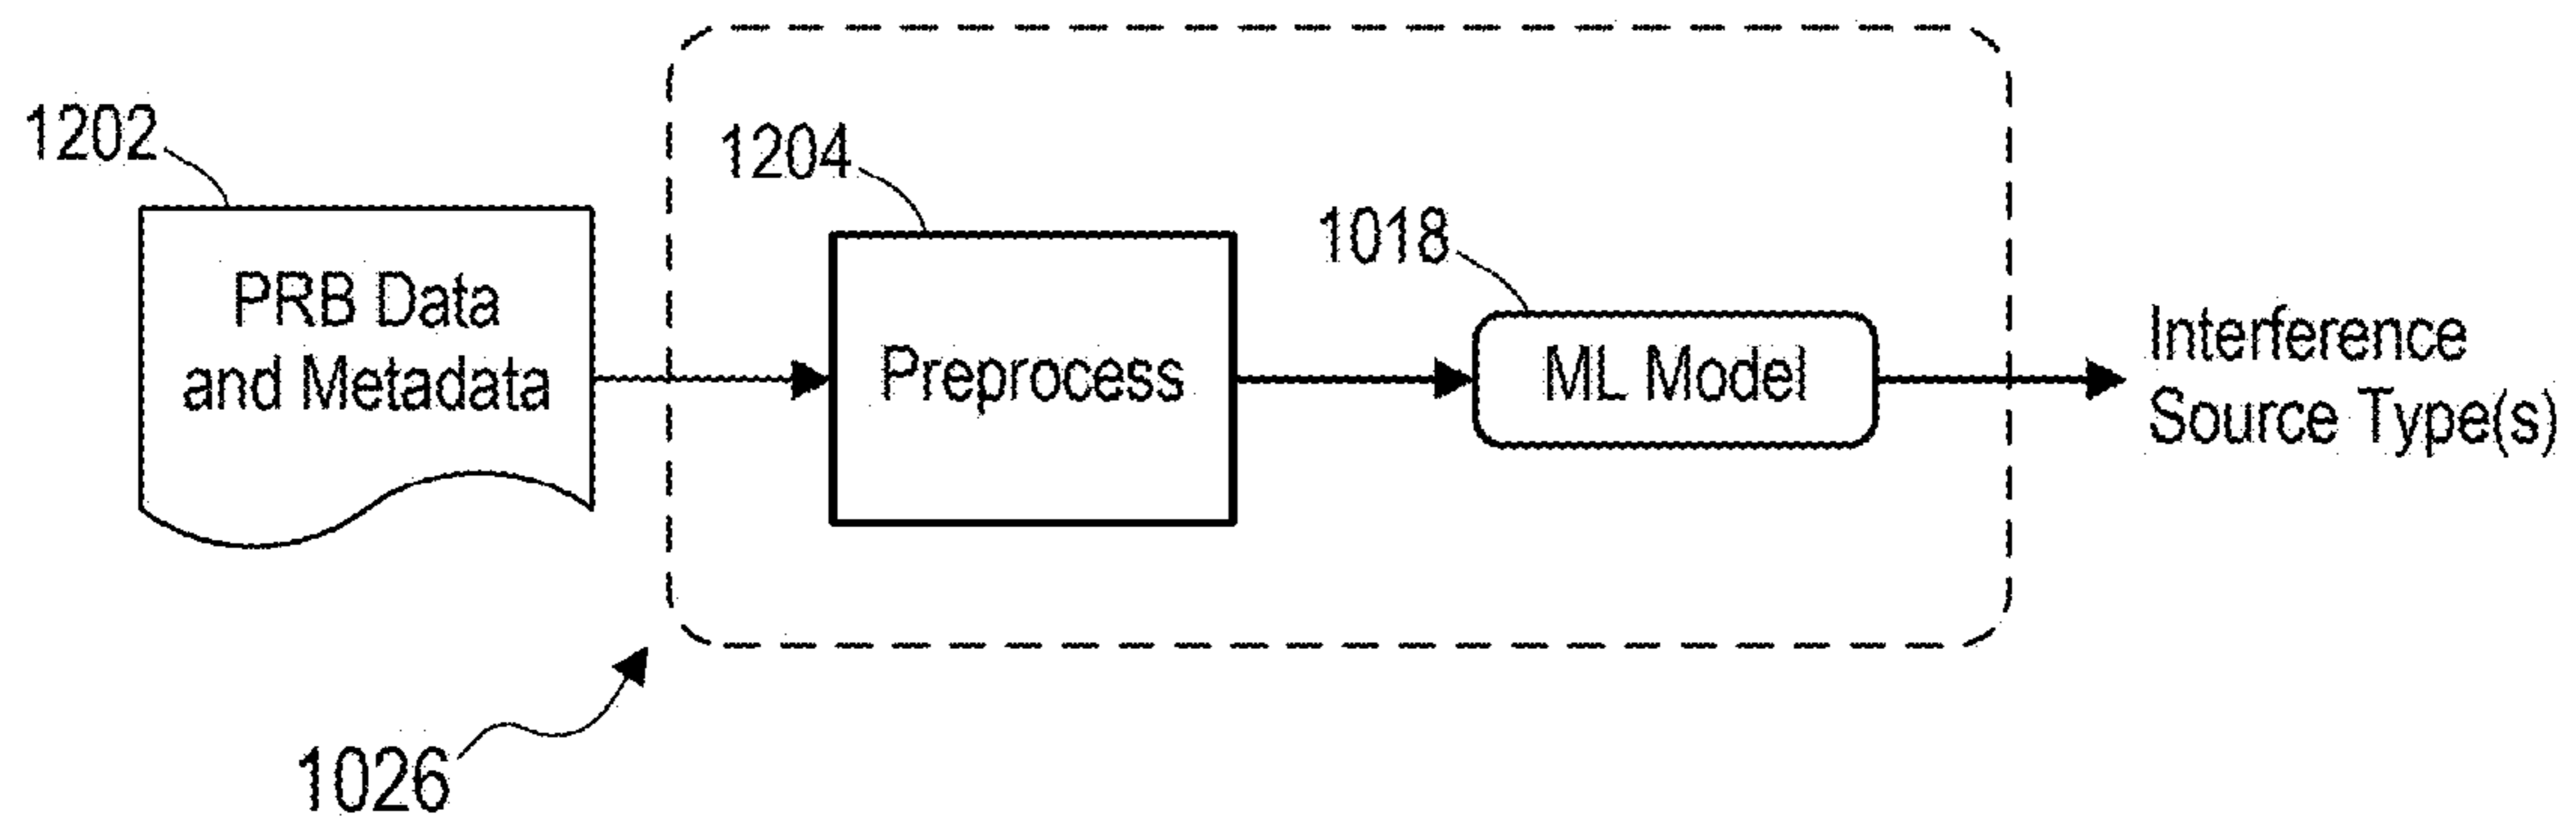 1202
PRB Data
and Metadata
1204
Preprocess
1018
ML Model
Interference
Source Type(s)
1026